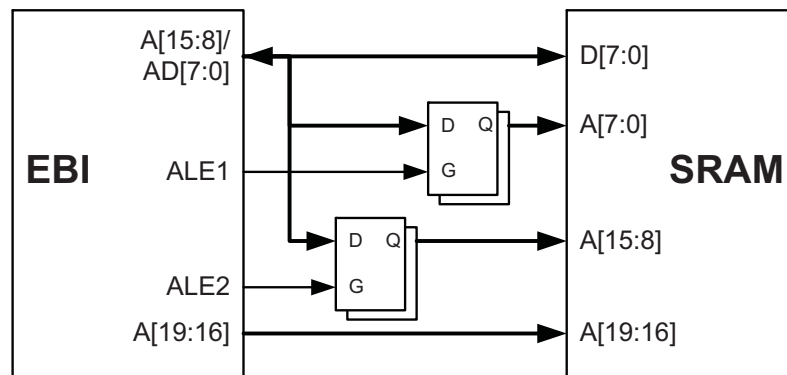 A[15:8]/
AD[7:0]
D[7:0]
D Q
A[7:0]
EBI
ALE1
G
SRAM
D Q
A[15:8]
ALE2
G
A[19:16]
A[19:16]